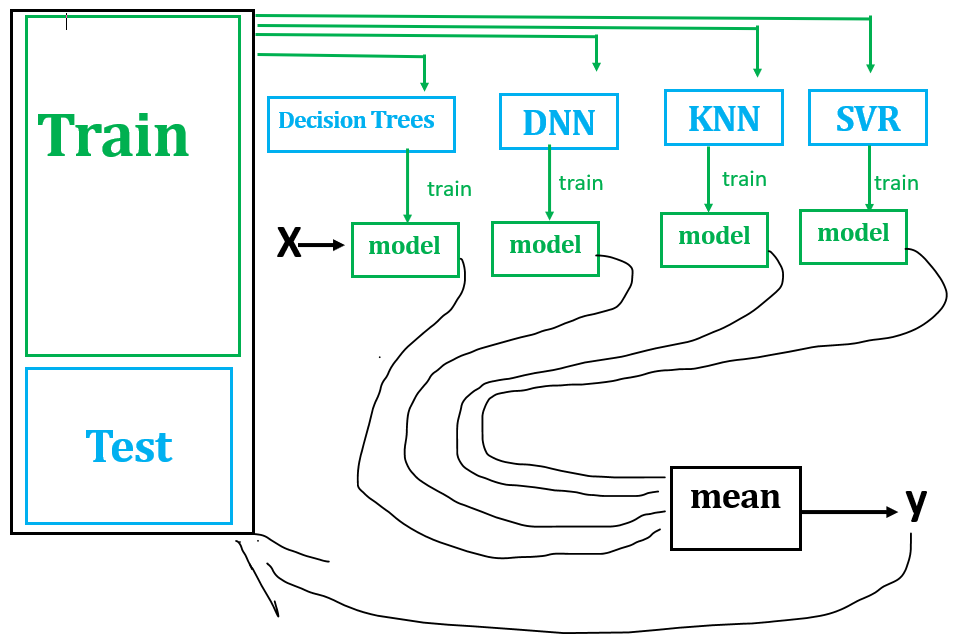 Train
Test
Decision Trees
DNN
KNN
SVR
train
train
train
train
X
model
model
model
model
mean
y